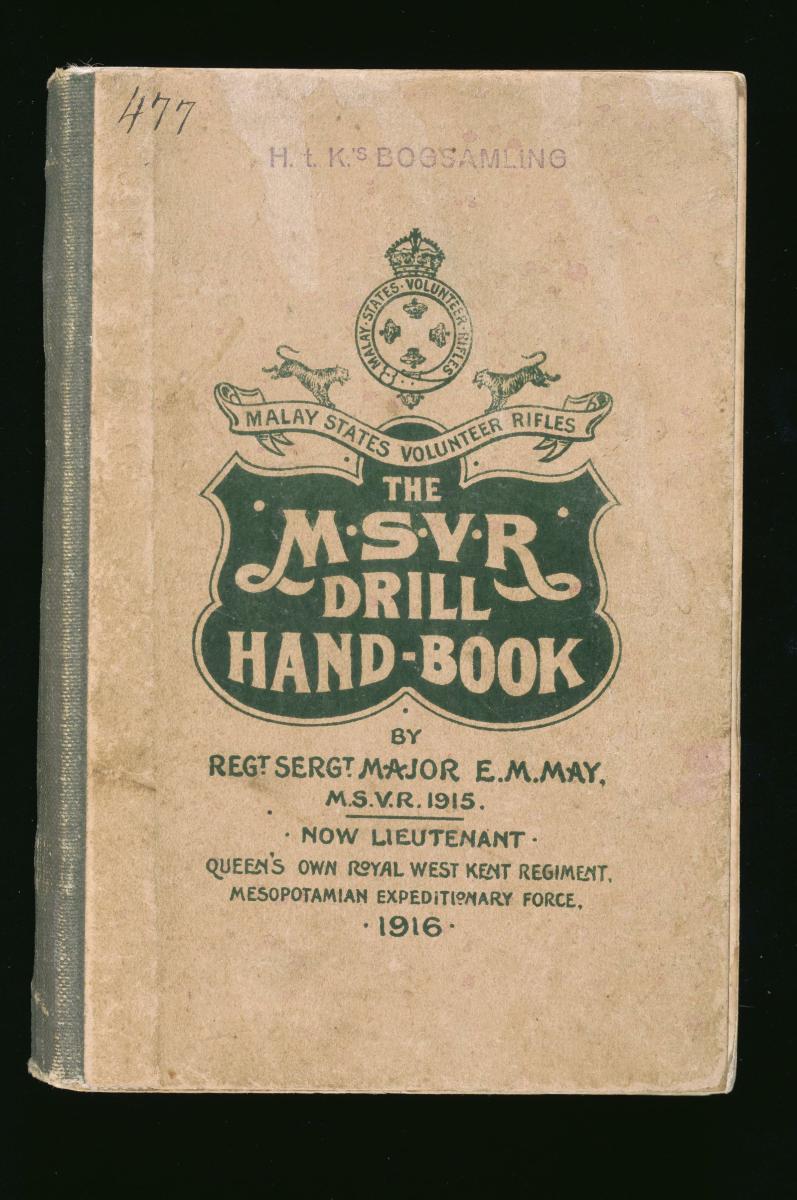 477
H. t. K.'s BOGSAMLING
MALAY·STATES·VOLUNTEER·RIFLES
MALAY STATES VOLUNTEER RIFLES
THE
M·S·V·R
DRILL
HAND-BOOK
BY
REGT SERGT MAJOR E.M.MAY,
M.S.V.R. 1915.
· NOW LIEUTENANT ·
QUEEN'S OWN ROYAL WEST KENT REGIMENT,
MESOPOTAMIAN EXPEDITIONARY FORCE,
· 1916 ·